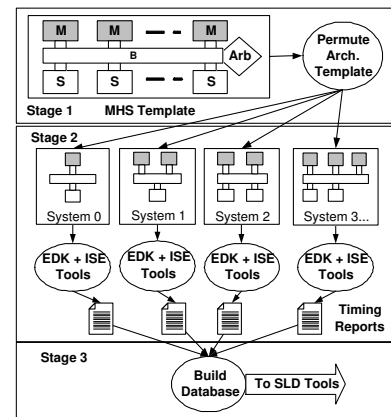 M M M
B
Arb
S S S
Permute
Arch.
Template
Stage 1 MHS Template
Stage 2
System 0 System 1 System 2 System 3...
EDK + ISE
Tools
EDK + ISE
Tools
EDK + ISE
Tools
EDK + ISE
Tools
Timing
Reports
Stage 3
Build
Database
To SLD Tools